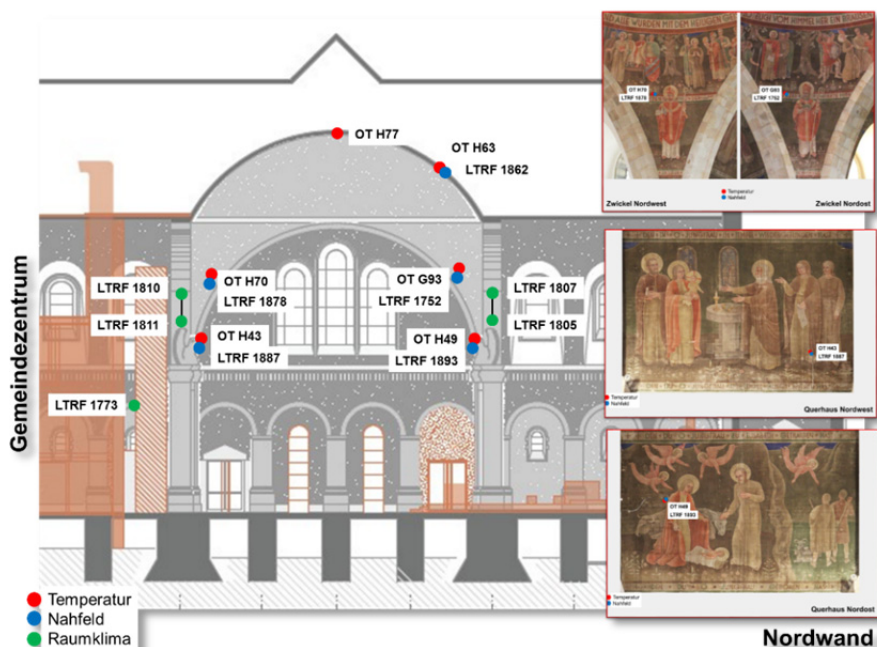 OT H77
OT H63
LTRF 1862
OT H70
LTRF 1878
OT G93
LTRF 1752
LTRF 1810
LTRF 1811
LTRF 1807
LTRF 1805
OT H43
LTRF 1887
OT H49
LTRF 1893
LTRF 1773
Gemeindezentrum
Temperatur
Nahfeld
Raumklima
OT H70
LTRF 1878
OT G93
LTRF 1752
Temperatur
Nahfeld
Zwickel Nordwest
Zwickel Nordost
OT H43
LTRF 1887
Temperatur
Nahfeld
Querhaus Nordwest
OT H49
LTRF 1893
Temperatur
Nahfeld
Querhaus Nordost
Nordwand